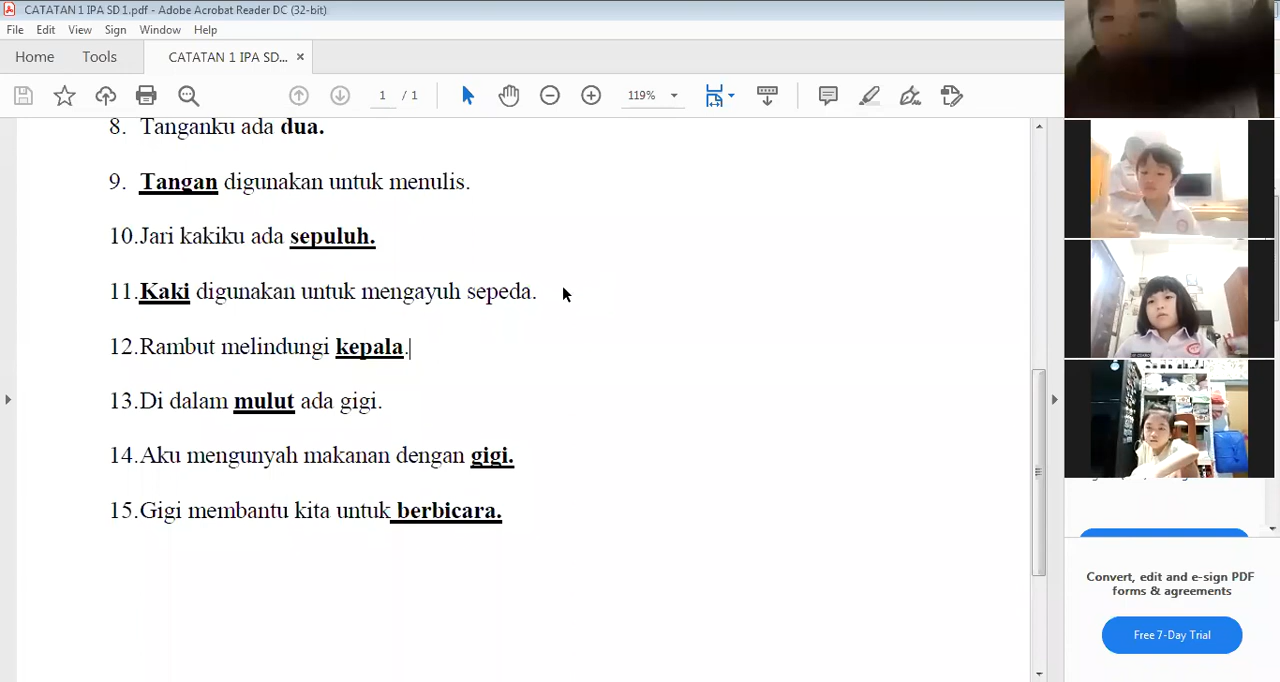 CATATAN 1 IPA SD 1.pdf - Adobe Acrobat Reader DC (32-bit)
File Edit View Sign Window Help
Home Tools CATATAN 1 IPA SD... ×
1 / 1 119%
8. Tanganku ada dua.
9. Tangan digunakan untuk menulis.
10.Jari kakiku ada sepuluh.
11.Kaki digunakan untuk mengayuh sepeda.
12.Rambut melindungi kepala.
13.Di dalam mulut ada gigi.
14.Aku mengunyah makanan dengan gigi.
15.Gigi membantu kita untuk berbicara.
Convert, edit and e-sign PDF
forms & agreements
Free 7-Day Trial